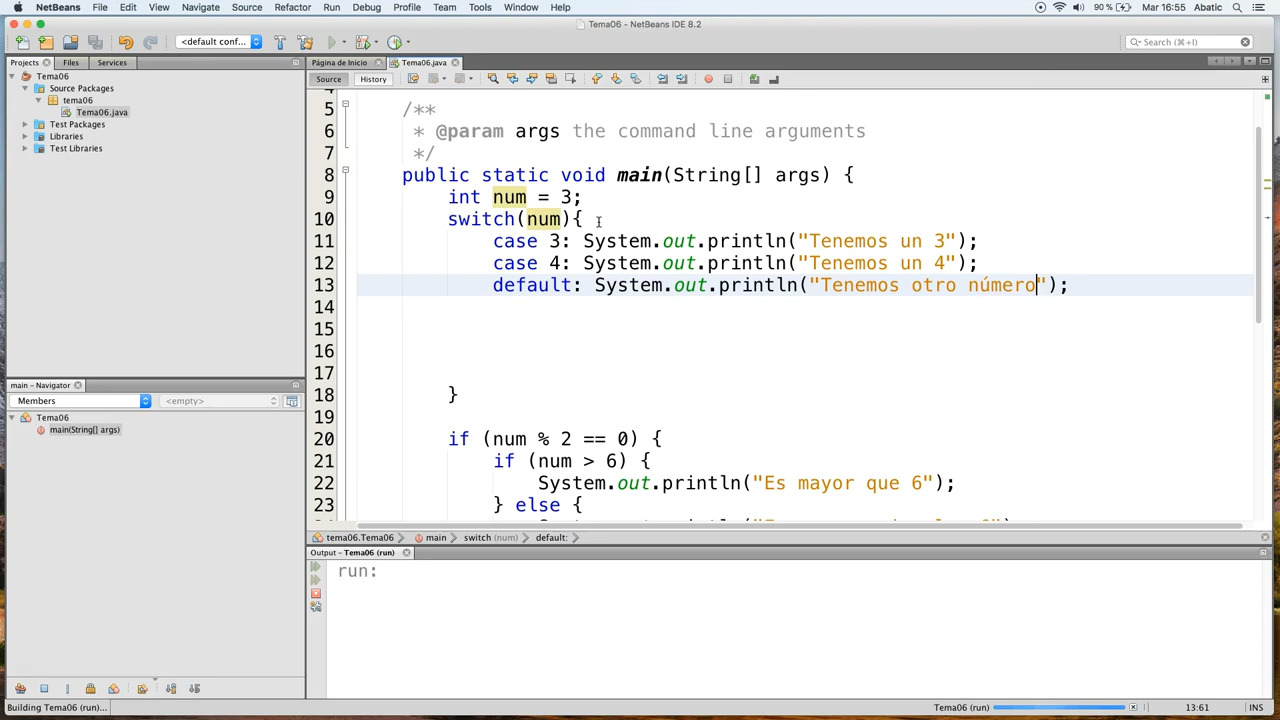 NetBeans File Edit View Navigate Source Refactor Run Debug Profile Team Tools Window Help 90 % Mar 16:55 Abatic
Tema06 - NetBeans IDE 8.2
<default conf... Search (⌘+I)
Projects Files Services
Tema06
Source Packages
tema06
Tema06.java
Test Packages
Libraries
Test Libraries
Página de Inicio Tema06.java
Source History
4
5 /**
6 * @param args the command line arguments
7 */
8 public static void main(String[] args) {
9 int num = 3;
10 switch(num){
11 case 3: System.out.println("Tenemos un 3");
12 case 4: System.out.println("Tenemos un 4");
13 default: System.out.println("Tenemos otro número");
14
15
16
17
18 }
19
20 if (num % 2 == 0) {
21 if (num > 6) {
22 System.out.println("Es mayor que 6");
23 } else {
main - Navigator
Members <empty>
Tema06
main(String[] args)
tema06.Tema06 main switch (num) default:
Output - Tema06 (run)
run:
Building Tema06 (run)... Tema06 (run) 13:61 INS